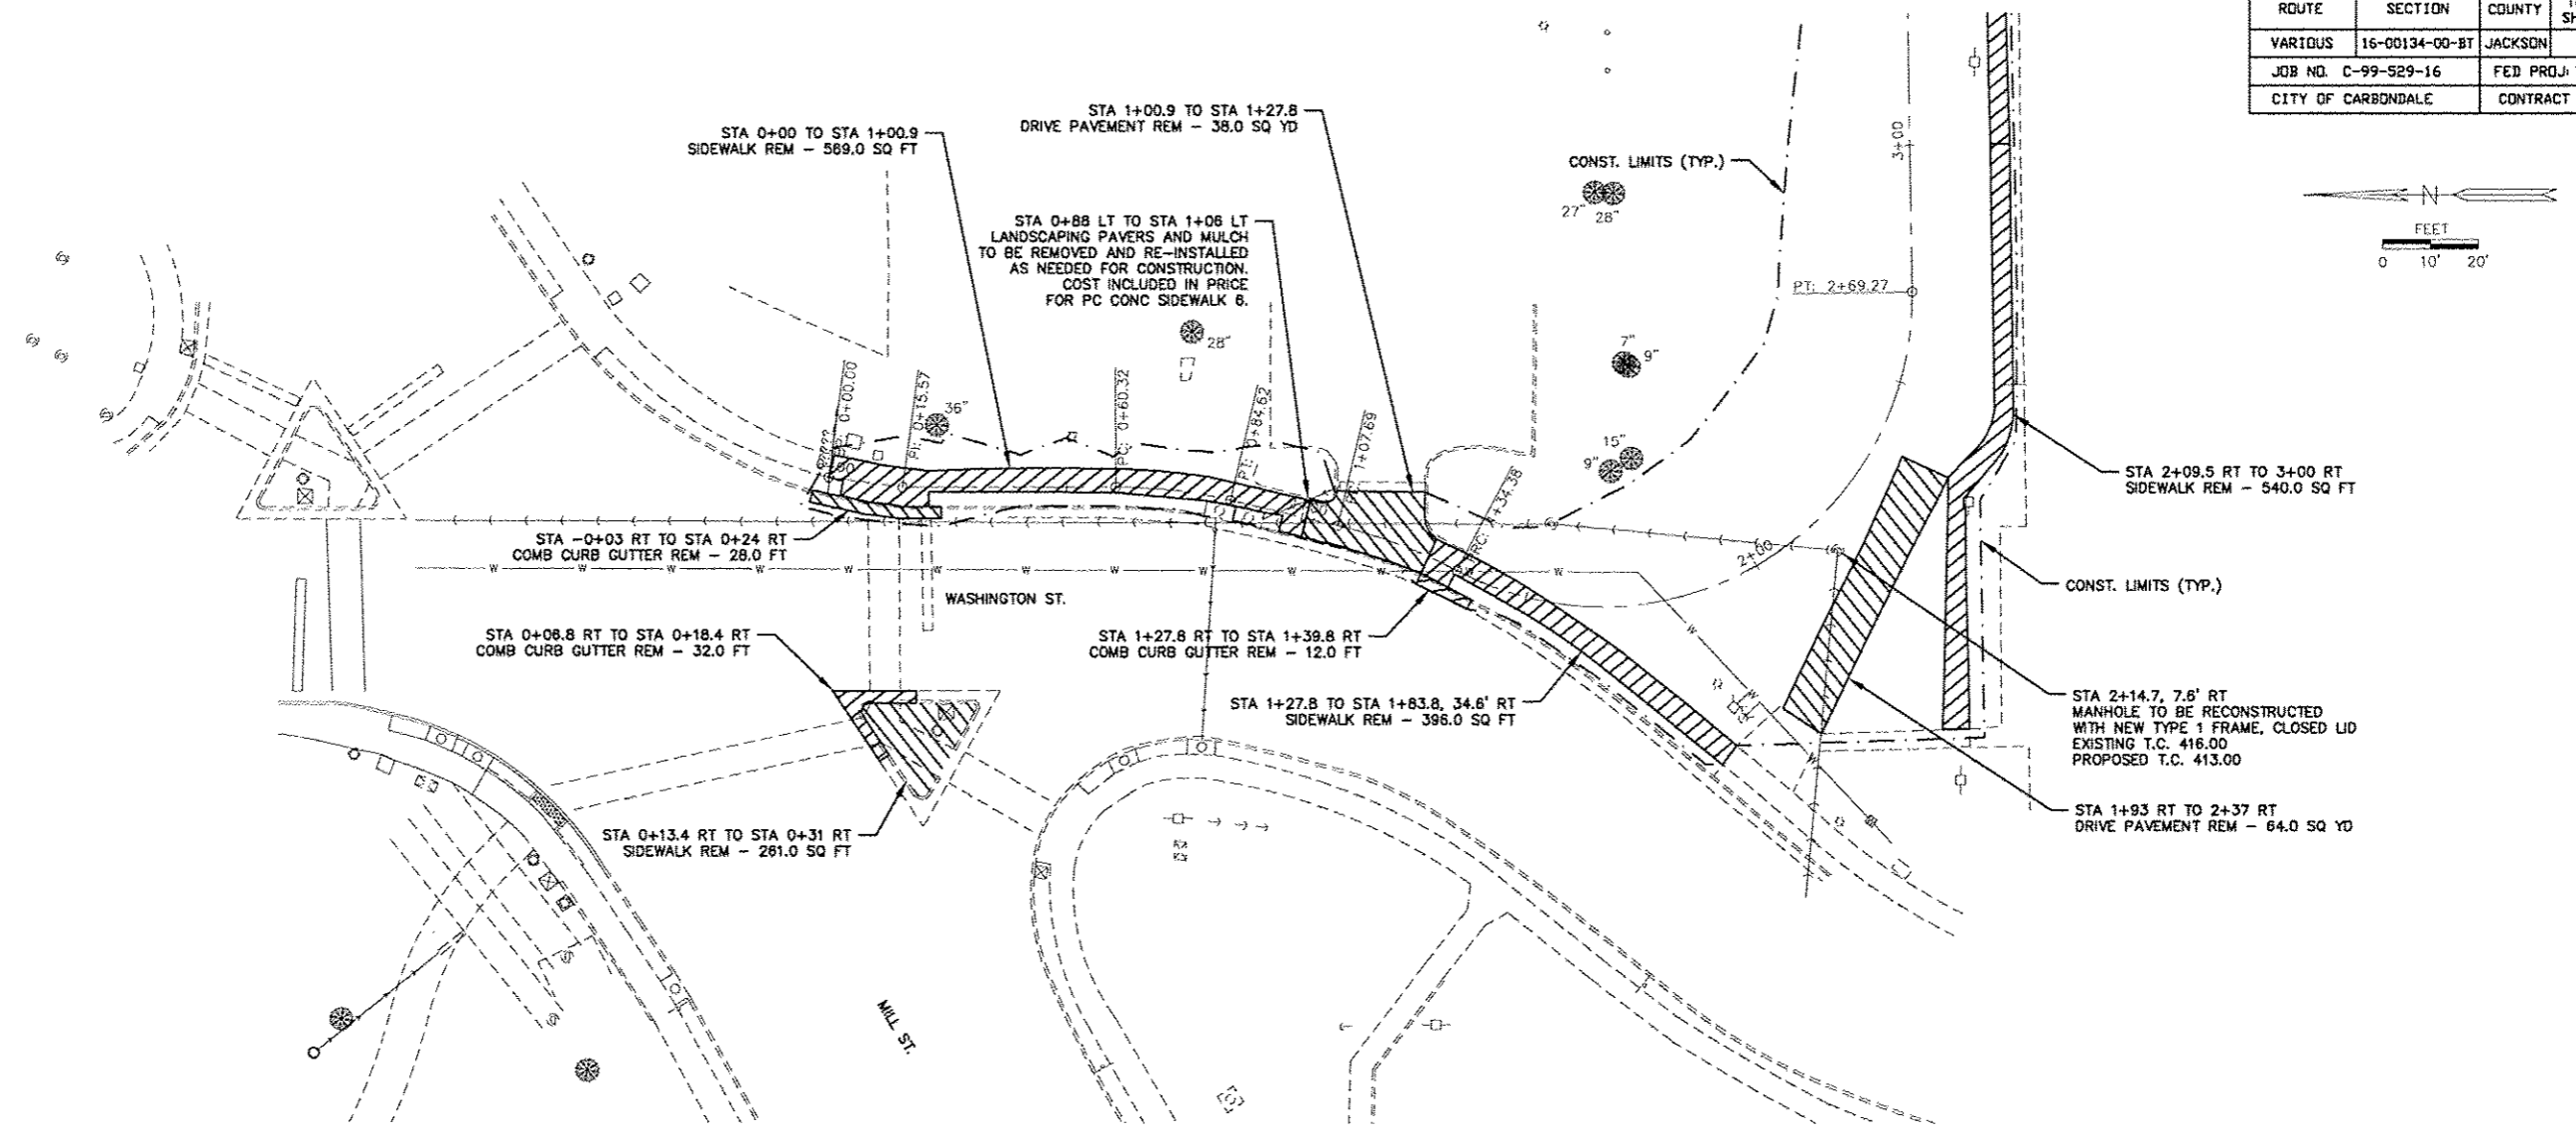 ROUTE SECTION COUNTY
VARIOUS 16-00134-00-BT JACKSON
JOB NO. C-99-529-16 FED PROJ:
CITY OF CARBONDALE CONTRACT
N
FEET
0 10' 20'
STA 0+00 TO STA 1+00.9
SIDEWALK REM - 569.0 SQ FT
STA 1+00.9 TO STA 1+27.8
DRIVE PAVEMENT REM - 38.0 SQ YD
CONST. LIMITS (TYP.)
3+00
27"
28"
STA 0+88 LT TO STA 1+06 LT
LANDSCAPING PAVERS AND MULCH
TO BE REMOVED AND RE-INSTALLED
AS NEEDED FOR CONSTRUCTION.
COST INCLUDED IN PRICE
FOR PC CONC SIDEWALK 6.
PT: 2+69.27
28"
7"
9"
0+00.00
PI: 0+15.57
36"
PC: 0+60.32
PT: 0+84.62
1+07.69
PRC: 1+34.38
15"
9"
STA 2+09.5 RT TO 3+00 RT
SIDEWALK REM - 540.0 SQ FT
STA -0+03 RT TO STA 0+24 RT
COMB CURB GUTTER REM - 28.0 FT
2+00
W W W W W W W W W W W W W
WASHINGTON ST.
CONST. LIMITS (TYP.)
STA 0+06.8 RT TO STA 0+18.4 RT
COMB CURB GUTTER REM - 32.0 FT
STA 1+27.8 RT TO STA 1+39.8 RT
COMB CURB GUTTER REM - 12.0 FT
STA 1+27.8 TO STA 1+83.8, 34.6' RT
SIDEWALK REM - 396.0 SQ FT
STA 2+14.7, 7.6' RT
MANHOLE TO BE RECONSTRUCTED
WITH NEW TYPE 1 FRAME, CLOSED LID
EXISTING T.C. 416.00
PROPOSED T.C. 413.00
STA 0+13.4 RT TO STA 0+31 RT
SIDEWALK REM - 261.0 SQ FT
STA 1+93 RT TO 2+37 RT
DRIVE PAVEMENT REM - 64.0 SQ YD
MILL ST.